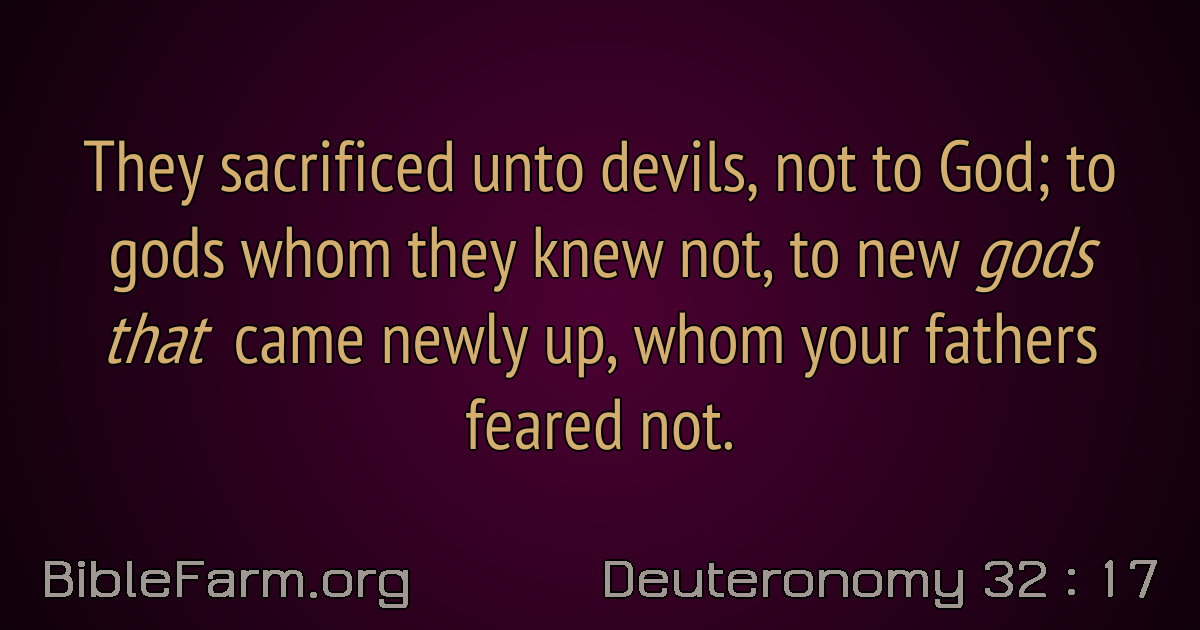 They sacrificed unto devils, not to God; to
gods whom they knew not, to new gods
that came newly up, whom your fathers
feared not.
BibleFarm.org
Deuteronomy 32 : 17